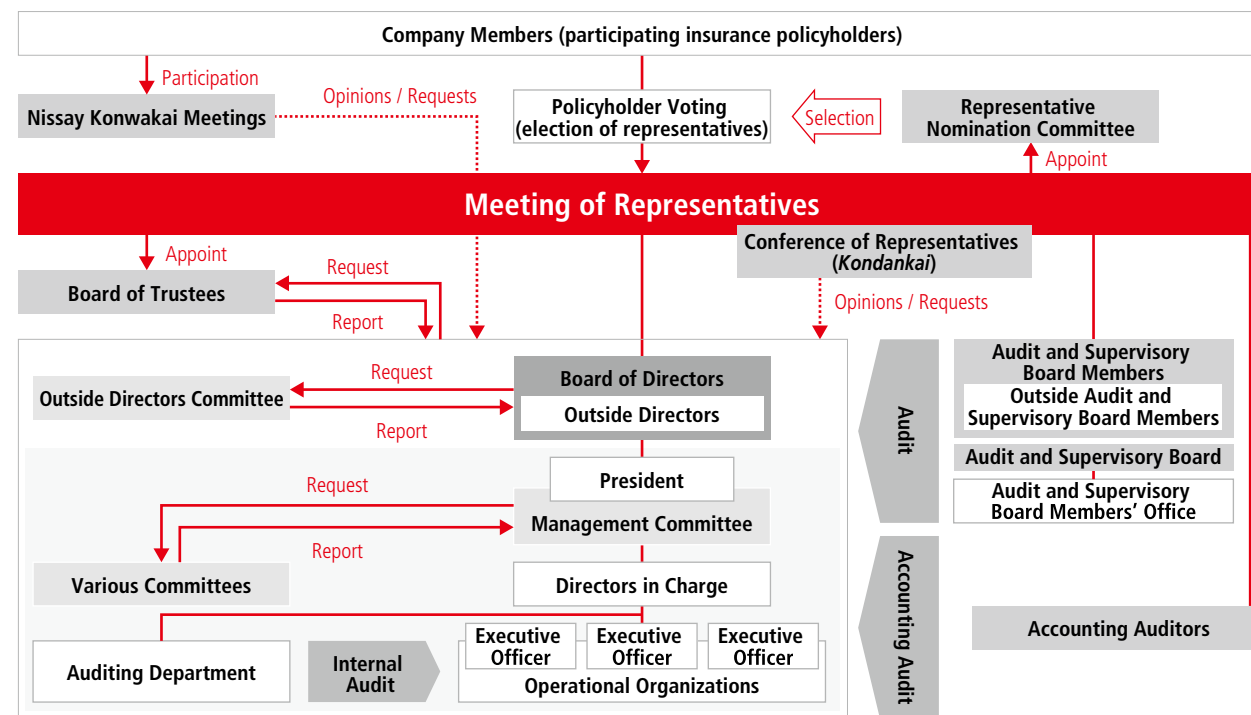 Company Members (participating insurance policyholders)
Participation
Opinions / Requests
Nissay Konwakai Meetings
Policyholder Voting
(election of representatives)
Selection
Representative
Nomination Committee
Appoint
Meeting of Representatives
Conference of Representatives
(Kondankai)
Appoint
Request
Board of Trustees
Report
Opinions / Requests
Outside Directors Committee
Request
Report
Board of Directors
Outside Directors
Audit
Audit and Supervisory
Board Members
Outside Audit and
Supervisory Board Members
Audit and Supervisory Board
Audit and Supervisory
Board Members’ Office
President
Request
Management Committee
Report
Various Committees
Directors in Charge
Accounting Audit
Accounting Auditors
Auditing Department
Internal
Audit
Executive
Officer
Executive
Officer
Executive
Officer
Operational Organizations